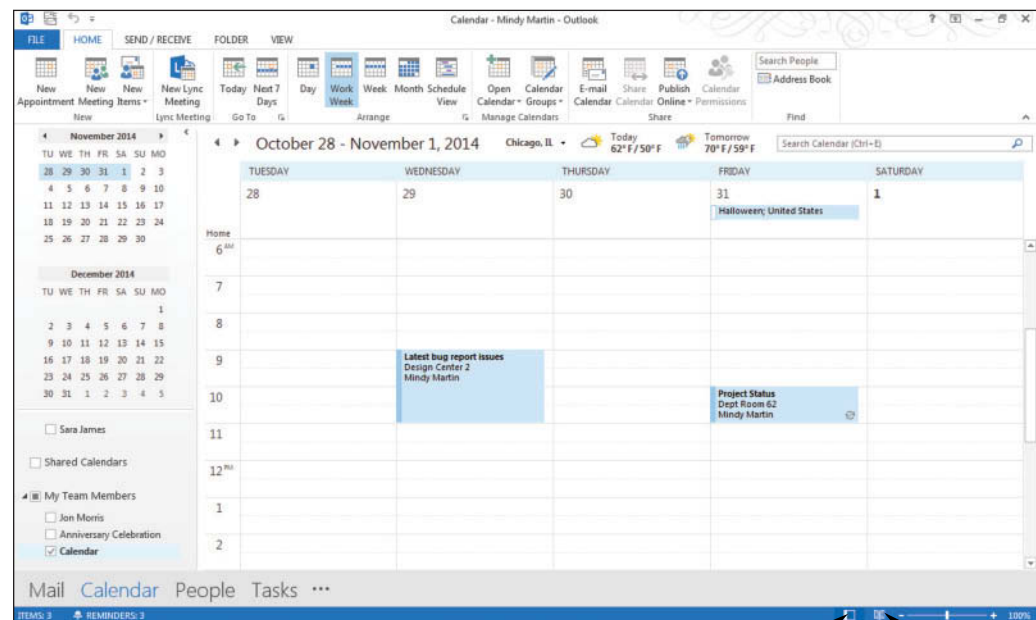 Calendar - Mindy Martin - Outlook
FILE HOME SEND / RECEIVE FOLDER VIEW
New Appointment
New Meeting
New Items
New Lync Meeting
Today
Next 7 Days
Day
Work Week
Week
Month
Schedule View
Open Calendar
Calendar Groups
E-mail Calendar
Share Calendar
Publish Online
Calendar Permissions
Search People
Address Book
New Lync Meeting Go To Arrange Manage Calendars Share Find
November 2014
TU WE TH FR SA SU MO
28 29 30 31 1 2 3
4 5 6 7 8 9 10
11 12 13 14 15 16 17
18 19 20 21 22 23 24
25 26 27 28 29 30
December 2014
TU WE TH FR SA SU MO
1
2 3 4 5 6 7 8
9 10 11 12 13 14 15
16 17 18 19 20 21 22
23 24 25 26 27 28 29
30 31 1 2 3 4 5
Sara James
Shared Calendars
My Team Members
Jon Morris
Anniversary Celebration
Calendar
October 28 - November 1, 2014
Chicago, IL
Today
62° F / 50° F
Tomorrow
70° F / 59° F
Search Calendar (Ctrl+E)
TUESDAY WEDNESDAY THURSDAY FRIDAY SATURDAY
28 29 30 31 1
Halloween; United States
Home
6 AM
7
8
9
Latest bug report issues
Design Center 2
Mindy Martin
10
Project Status
Dept Room 62
Mindy Martin
11
12 PM
1
2
Mail Calendar People Tasks •••
ITEMS: 3 REMINDERS: 3 100%